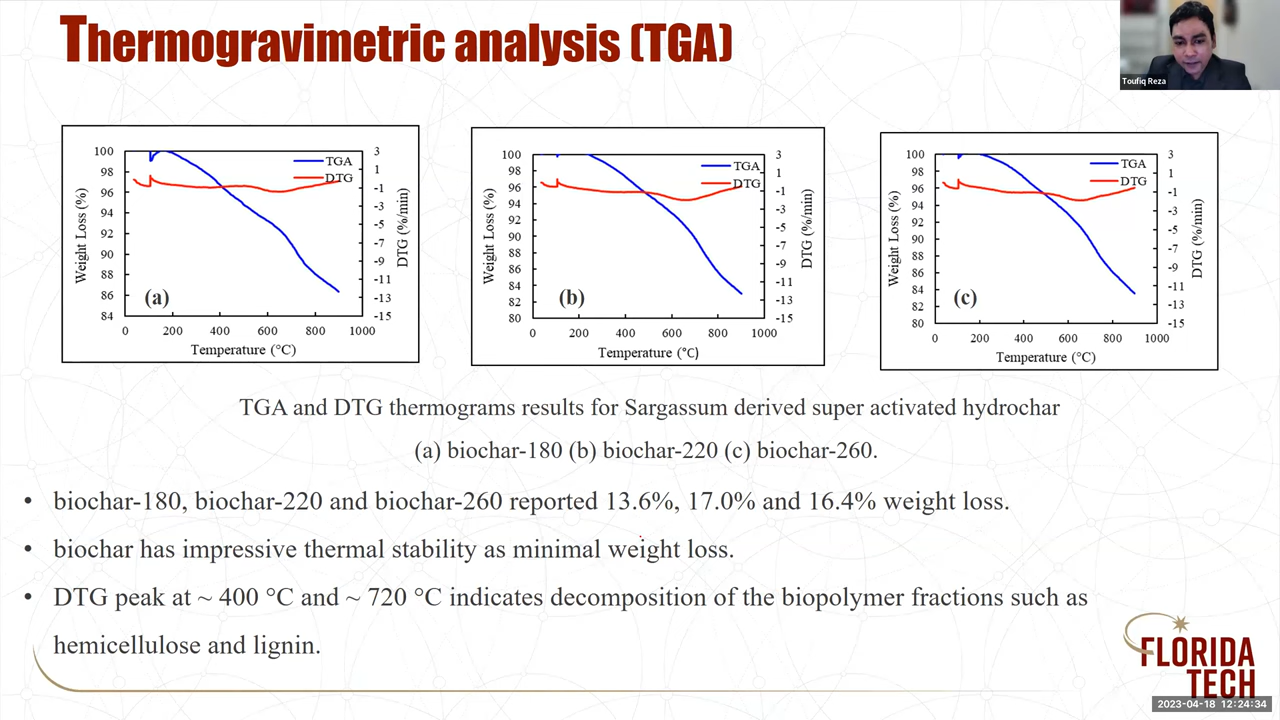 Thermogravimetric analysis (TGA)
Toufiq Reza
100
98
96
94
92
90
88
86
84
3
1
-1
-3
-5
-7
-9
-11
-13
-15
0
200
400
600
800
1000
Weight Loss (%)
DTG (%/min)
Temperature (°C)
TGA
DTG
(a)
100
98
96
94
92
90
88
86
84
82
80
3
1
-1
-3
-5
-7
-9
-11
-13
-15
0
200
400
600
800
1000
Weight Loss (%)
DTG (%/min)
Temperature (°C)
TGA
DTG
(b)
100
98
96
94
92
90
88
86
84
82
80
3
1
-1
-3
-5
-7
-9
-11
-13
-15
0
200
400
600
800
1000
Weight Loss (%)
DTG (%/min)
Temperature (°C)
TGA
DTG
(c)
TGA and DTG thermograms results for Sargassum derived super activated hydrochar
(a) biochar-180 (b) biochar-220 (c) biochar-260.
• biochar-180, biochar-220 and biochar-260 reported 13.6%, 17.0% and 16.4% weight loss.
• biochar has impressive thermal stability as minimal weight loss.
• DTG peak at ~ 400 °C and ~ 720 °C indicates decomposition of the biopolymer fractions such as
hemicellulose and lignin.
FLORIDA
TECH
2023-04-18 12:24:34